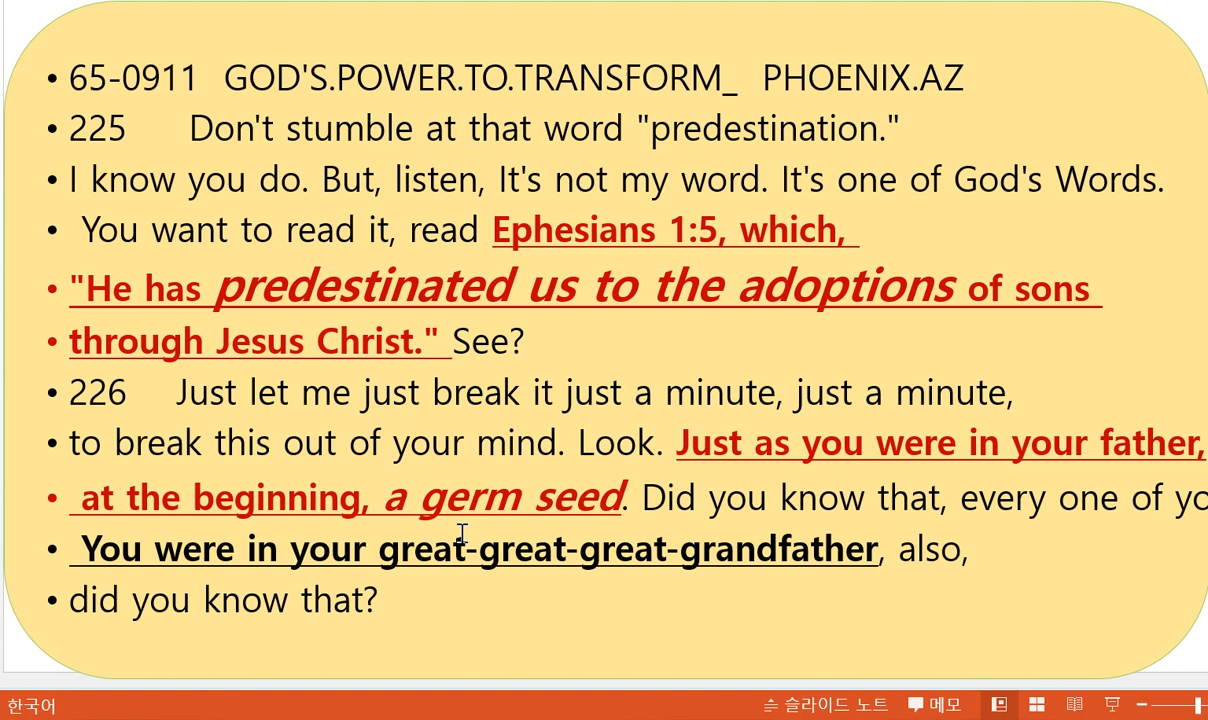 • 65-0911 GOD'S.POWER.TO.TRANSFORM_ PHOENIX.AZ
• 225 Don't stumble at that word "predestination."
• I know you do. But, listen, It's not my word. It's one of God's Words.
• You want to read it, read Ephesians 1:5, which,
• "He has predestinated us to the adoptions of sons
• through Jesus Christ." See?
• 226 Just let me just break it just a minute, just a minute,
• to break this out of your mind. Look. Just as you were in your father,
• at the beginning, a germ seed. Did you know that, every one of
• You were in your great-great-great-grandfather, also,
• did you know that?
한국어 슬라이드 노트 메모